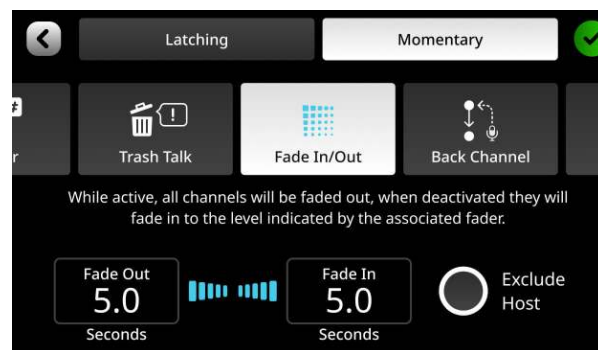 Latching
Momentary
#
r
!
Trash Talk
Fade In/Out
Back Channel
While active, all channels will be faded out, when deactivated they will
fade in to the level indicated by the associated fader.
Fade Out
5.0
Seconds
Fade In
5.0
Seconds
Exclude
Host